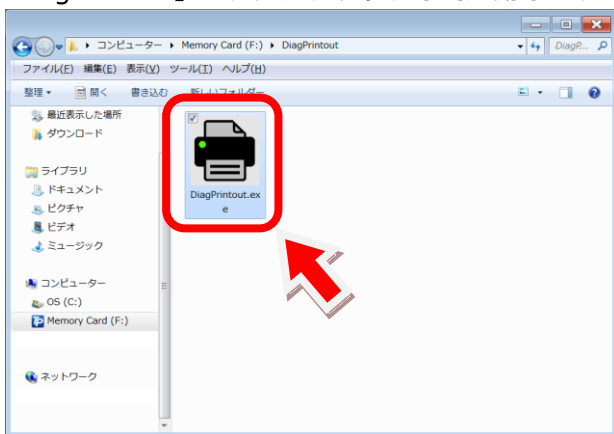 コンピューター Memory Card (F:) DiagPrintout
DiagP...
ファイル(F) 編集(E) 表示(V) ツール(T) ヘルプ(H)
整理 開く 書き込む 新しいフォルダー
最近表示した場所
ダウンロード
ライブラリ
ドキュメント
ピクチャ
ビデオ
ミュージック
コンピューター
OS (C:)
Memory Card (F:)
ネットワーク
DiagPrintout.ex
e